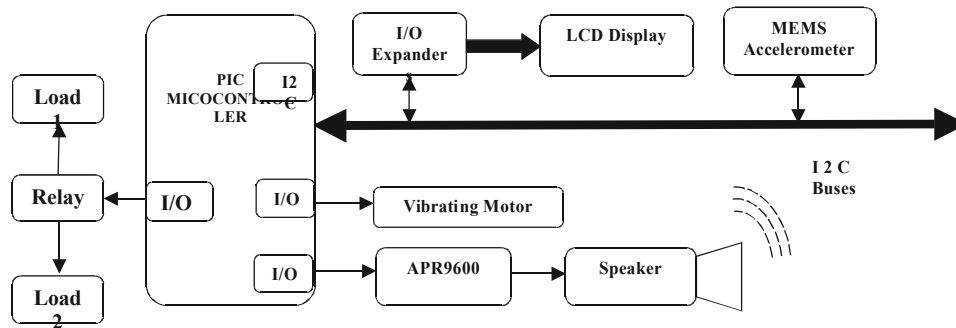 I/O
Expander
s
LCD Display
MEMS
Accelerometer
I2
C
PIC
MICOCONTROL
LER
Load
1
Relay
I/O
Load
2
I 2 C
Buses
I/O
Vibrating Motor
I/O
APR9600
Speaker